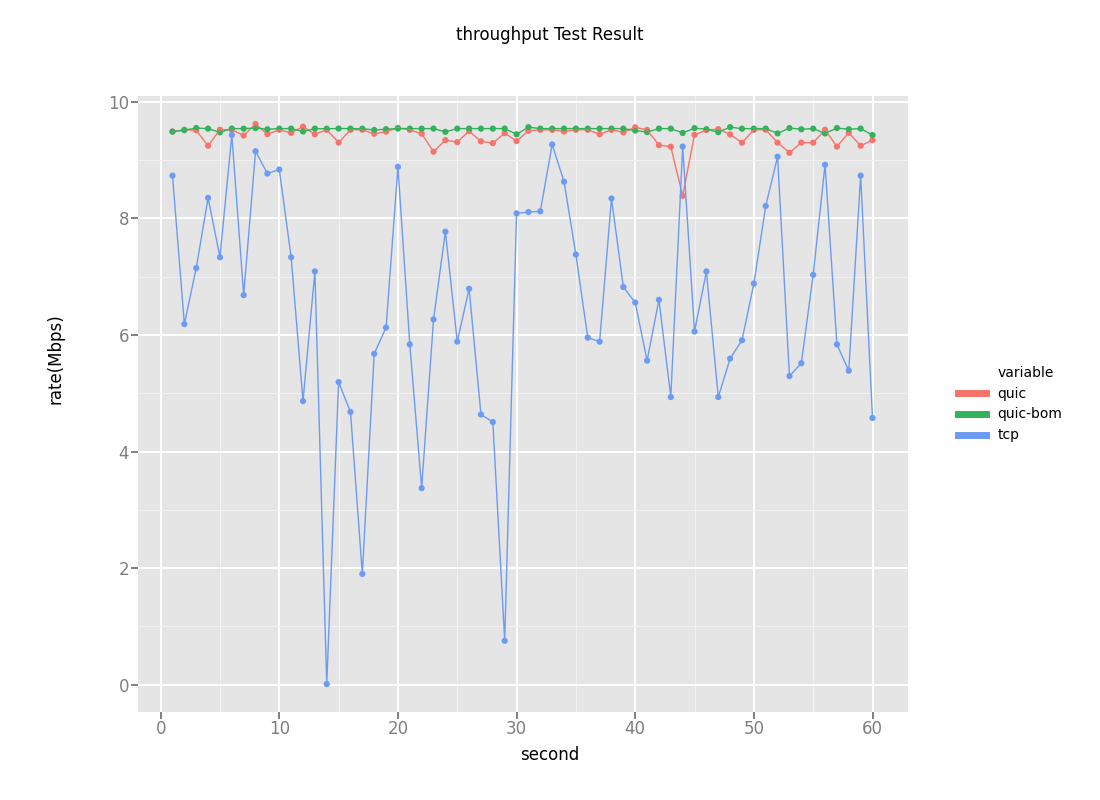 throughput Test Result
rate(Mbps)
10
8
6
4
2
0
0 10 20 30 40 50 60
second
variable
quic
quic-bom
tcp